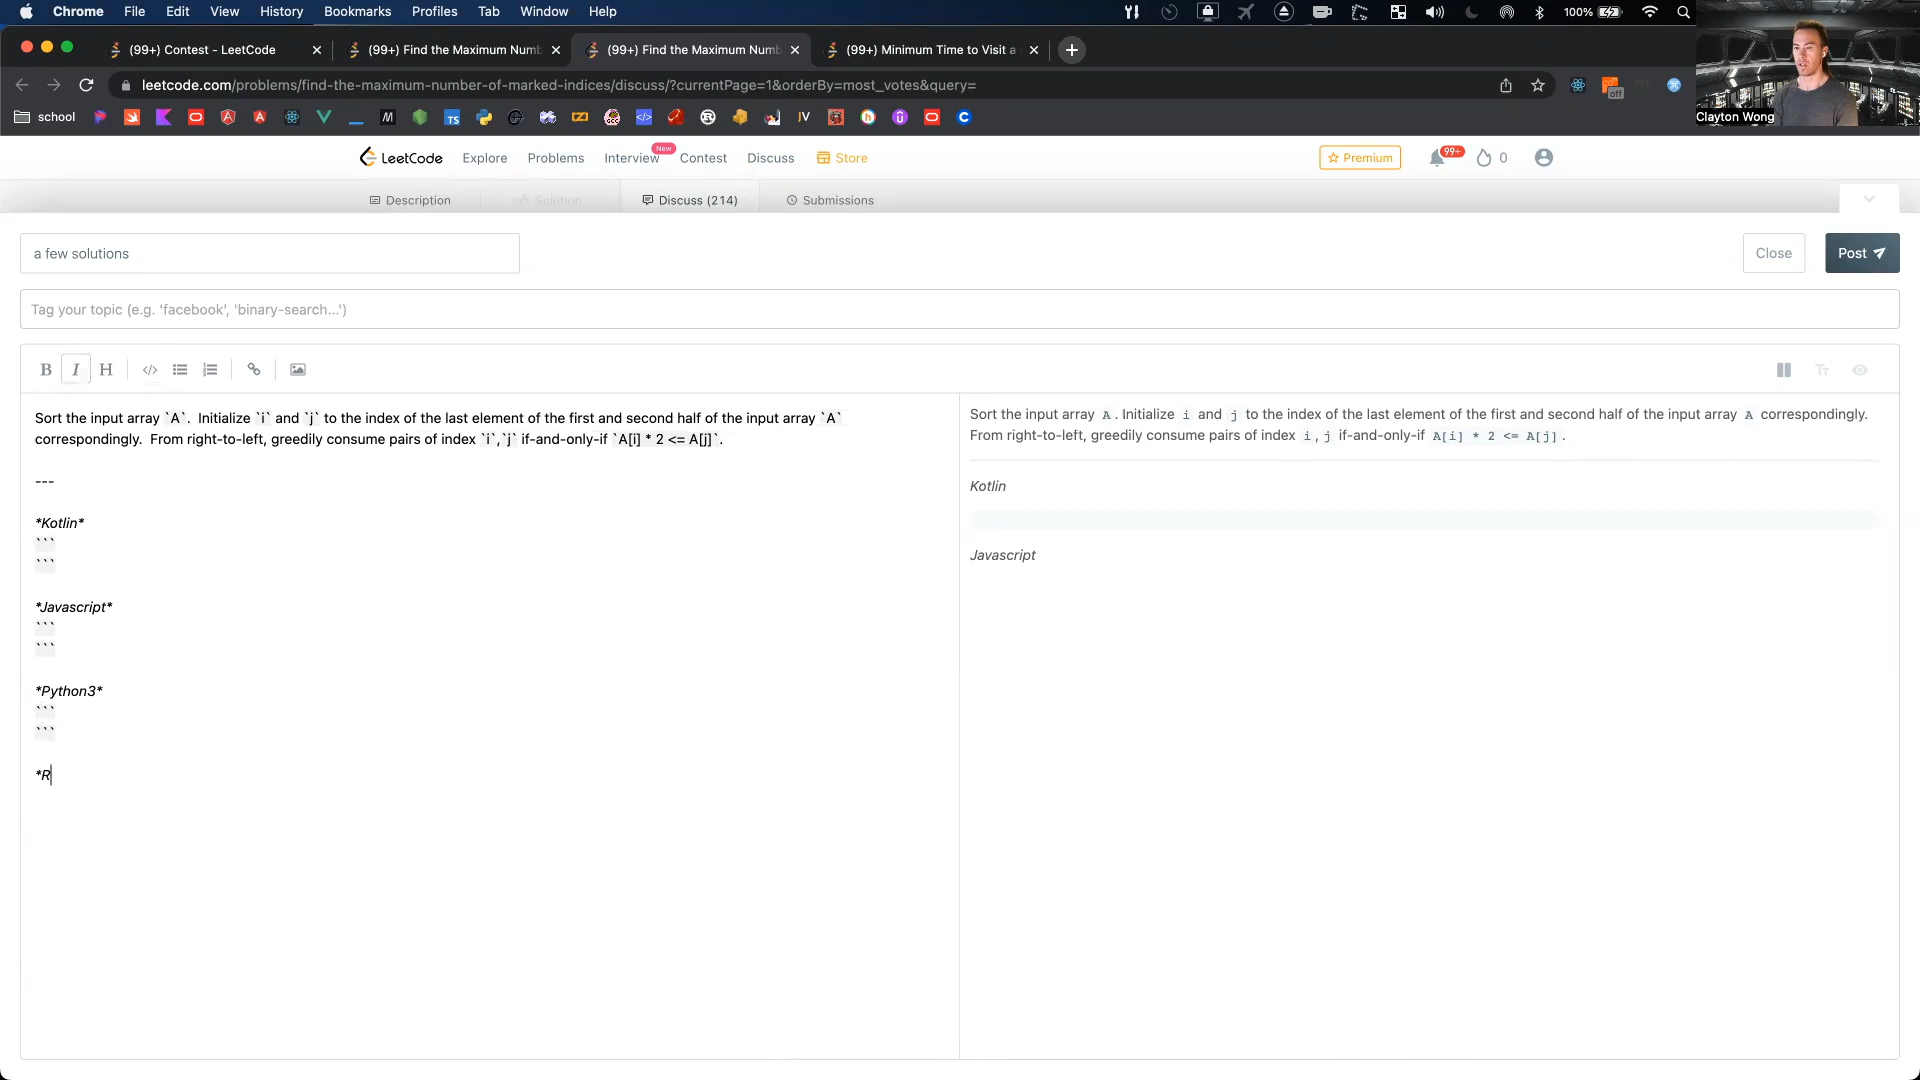 Chrome File Edit View History Bookmarks Profiles Tab Window Help 100%
(99+) Contest - LeetCode (99+) Find the Maximum Numb (99+) Find the Maximum Numb (99+) Minimum Time to Visit a
leetcode.com/problems/find-the-maximum-number-of-marked-indices/discuss/?currentPage=1&orderBy=most_votes&query=
off
school
Clayton Wong
LeetCode Explore Problems Interview New Contest Discuss Store Premium 99+ 0
Description Solution Discuss (214) Submissions
a few solutions
Close Post
Tag your topic (e.g. 'facebook', 'binary-search...')
B I H
Sort the input array `A`. Initialize `i` and `j` to the index of the last element of the first and second half of the input array `A`
correspondingly. From right-to-left, greedily consume pairs of index `i`,`j` if-and-only-if `A[i] * 2 <= A[j]`.
---
*Kotlin*
```
```
*Javascript*
```
```
*Python3*
```
```
*R
Sort the input array A. Initialize i and j to the index of the last element of the first and second half of the input array A correspondingly.
From right-to-left, greedily consume pairs of index i,j if-and-only-if A[i] * 2 <= A[j].
Kotlin
Javascript